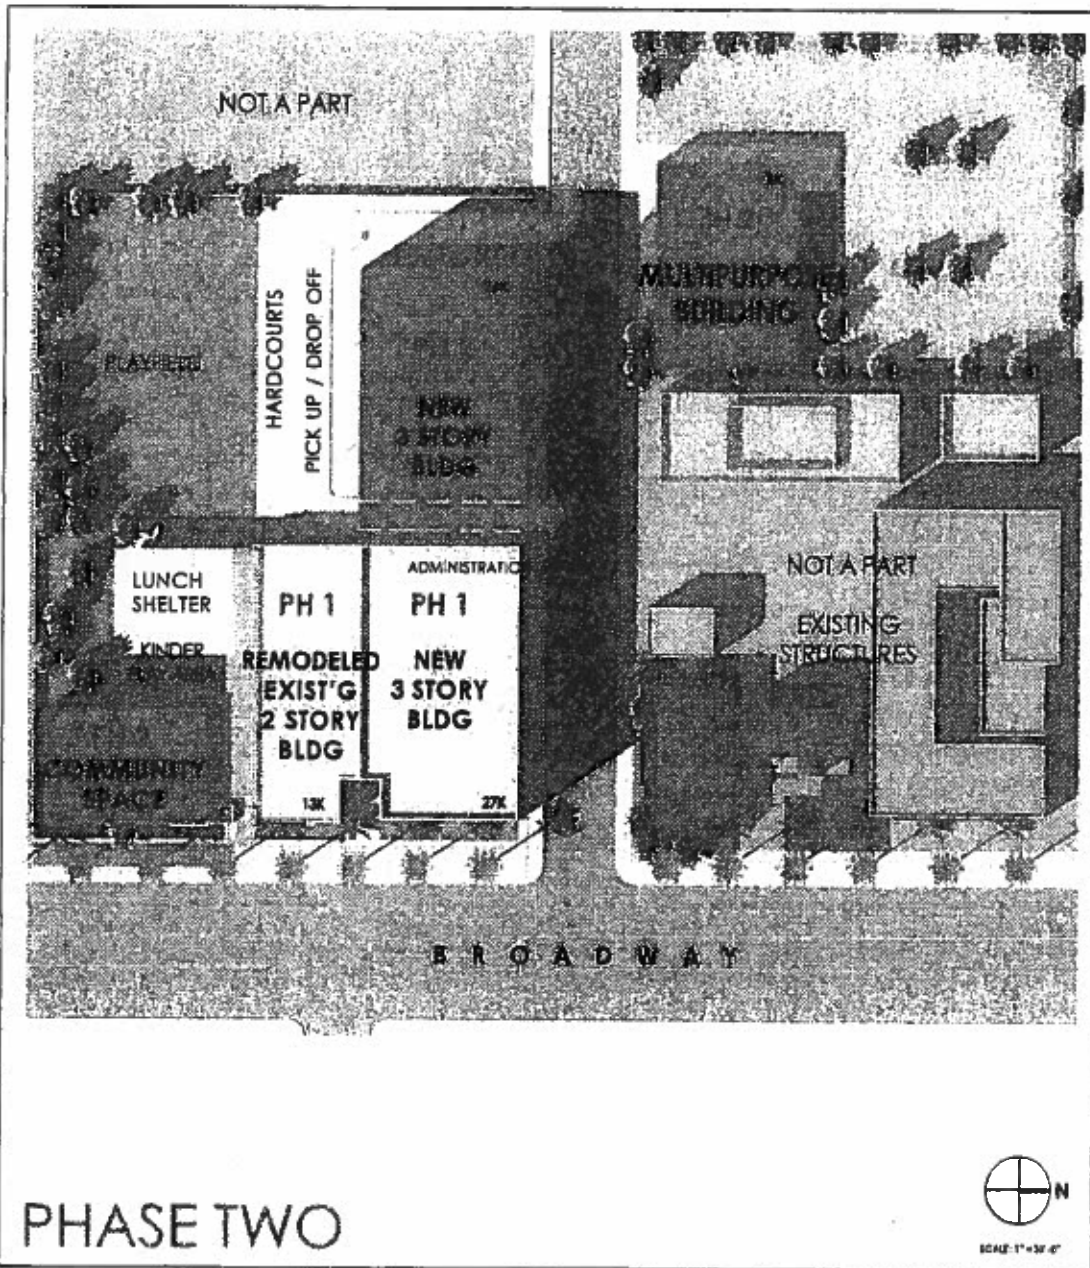 NOT A PART
HARDCOURTS
PICK UP / DROP OFF
PLAYFIELD
NEW
3 STORY
BLDG
MULTIPURPOSE
BUILDING
LUNCH
SHELTER
KINDER
PH 1
REMODELED
EXIST'G
2 STORY
BLDG
13K
ADMINISTRATIO
PH 1
NEW
3 STORY
BLDG
27K
NOT A PART
EXISTING
STRUCTURES
COMMUNITY
SPACE
BROADWAY
PHASE TWO
N